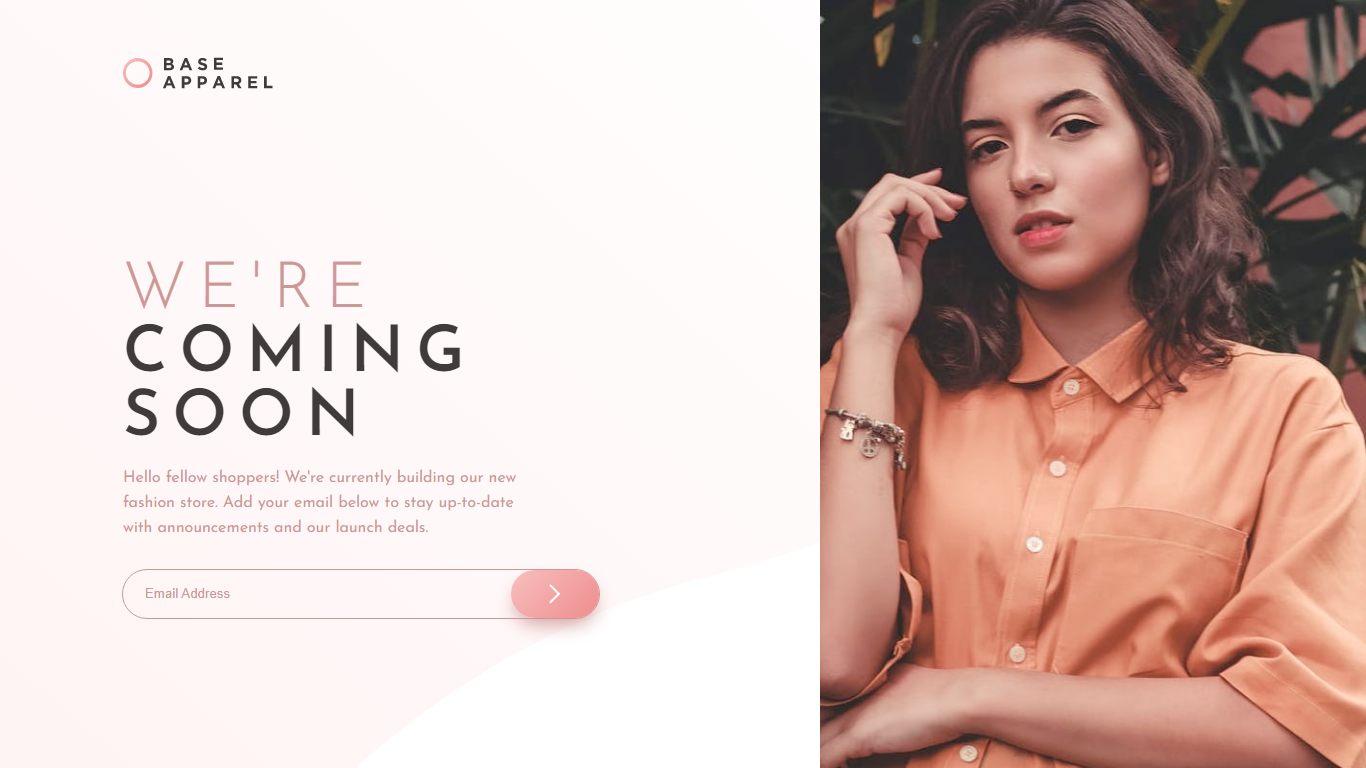 BASE
APPAREL
WE'RE
COMING
SOON
Hello fellow shoppers! We're currently building our new
fashion store. Add your email below to stay up-to-date
with announcements and our launch deals.
Email Address